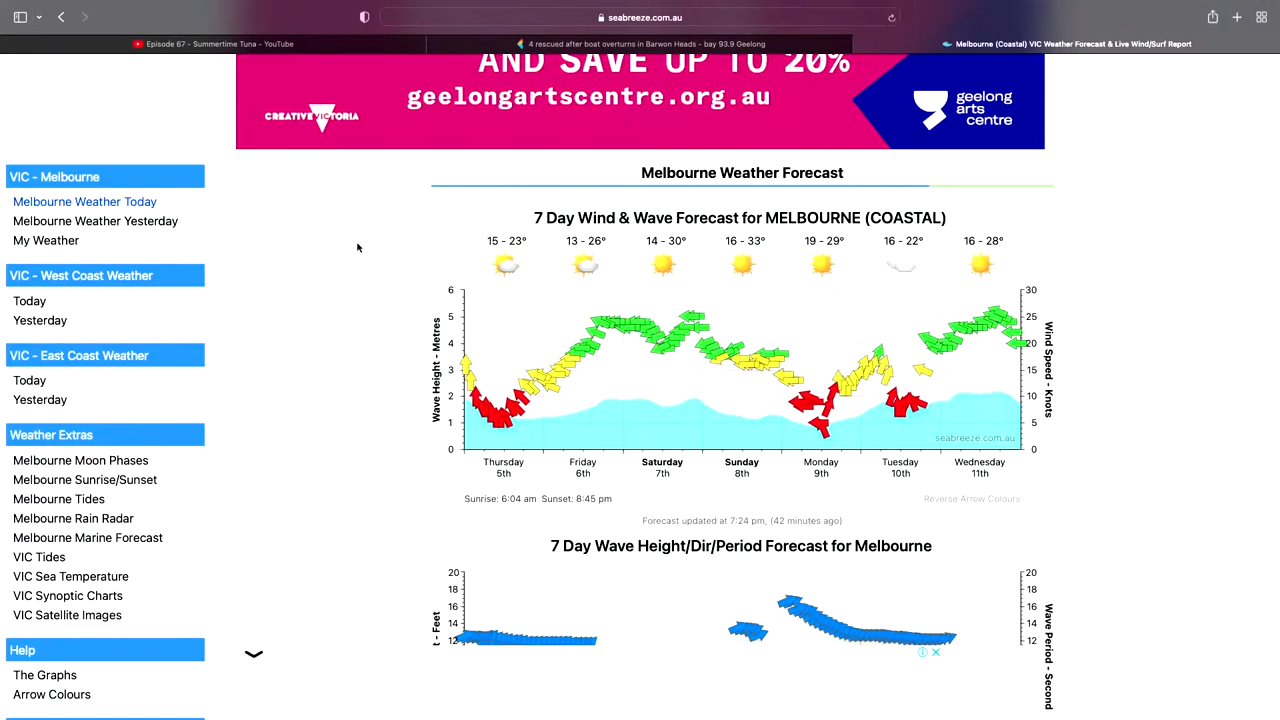 seabreeze.com.au
Episode 67 - Summertime Tuna - YouTube
4 rescued after boat overturns in Barwon Heads - bay 93.9 Geelong
Melbourne (Coastal) VIC Weather Forecast & Live Wind/Surf Report
AND SAVE UP TO 20%
geelongartscentre.org.au
CREATIVE VICTORIA
geelong
arts
centre
VIC - Melbourne
Melbourne Weather Today
Melbourne Weather Yesterday
My Weather
VIC - West Coast Weather
Today
Yesterday
VIC - East Coast Weather
Today
Yesterday
Weather Extras
Melbourne Moon Phases
Melbourne Sunrise/Sunset
Melbourne Tides
Melbourne Rain Radar
Melbourne Marine Forecast
VIC Tides
VIC Sea Temperature
VIC Synoptic Charts
VIC Satellite Images
Help
The Graphs
Arrow Colours
Melbourne Weather Forecast
7 Day Wind & Wave Forecast for MELBOURNE (COASTAL)
15 - 23° 13 - 26° 14 - 30° 16 - 33° 19 - 29° 16 - 22° 16 - 28°
6 30
5 25
4 20
3 15
2 10
1 5
0 0
Wave Height - Metres
Wind Speed - Knots
seabreeze.com.au
Thursday Friday Saturday Sunday Monday Tuesday Wednesday
5th 6th 7th 8th 9th 10th 11th
Sunrise: 6:04 am Sunset: 8:45 pm
Reverse Arrow Colours
Forecast updated at 7:24 pm, (42 minutes ago)
7 Day Wave Height/Dir/Period Forecast for Melbourne
20 20
18 18
16 16
14 14
12 12
t - Feet
Wave Period - Second